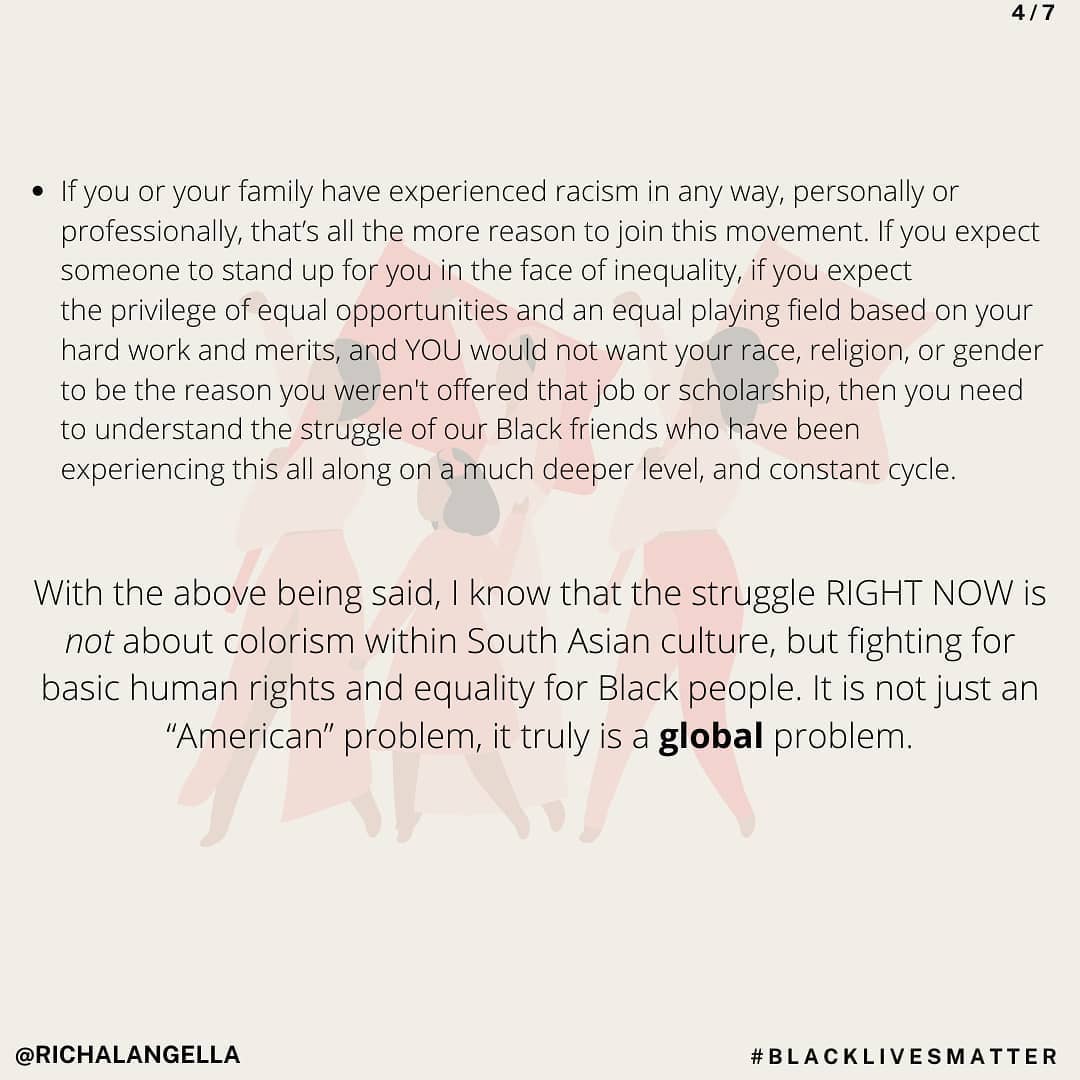 4/7
• If you or your family have experienced racism in any way, personally or
professionally, that’s all the more reason to join this movement. If you expect
someone to stand up for you in the face of inequality, if you expect
the privilege of equal opportunities and an equal playing field based on your
hard work and merits, and YOU would not want your race, religion, or gender
to be the reason you weren't offered that job or scholarship, then you need
to understand the struggle of our Black friends who have been
experiencing this all along on a much deeper level, and constant cycle.
With the above being said, I know that the struggle RIGHT NOW is
not about colorism within South Asian culture, but fighting for
basic human rights and equality for Black people. It is not just an
“American” problem, it truly is a global problem.
@RICHALANGELLA
#BLACKLIVESMATTER